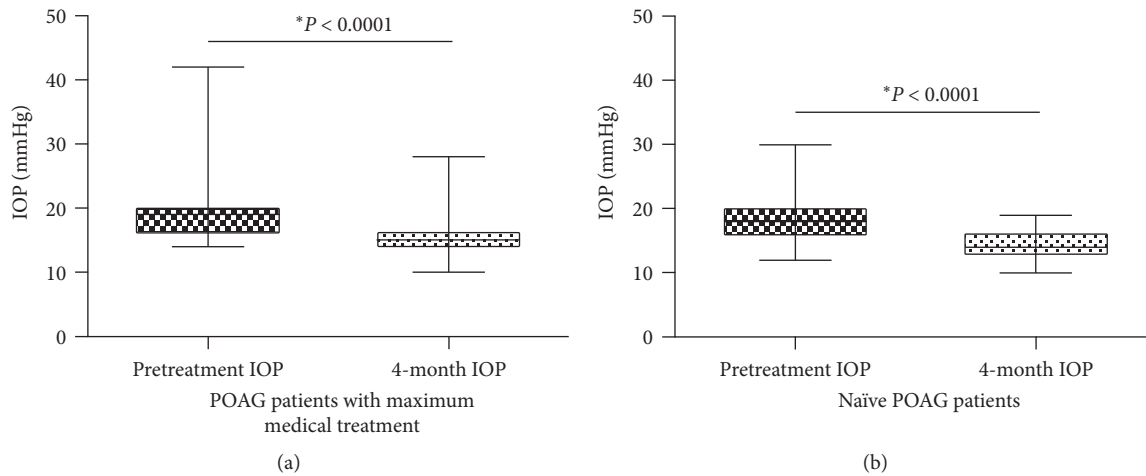 50
40
30
20
10
0
IOP (mmHg)
*P < 0.0001
Pretreatment IOP
4-month IOP
POAG patients with maximum
medical treatment
(a)
50
40
30
20
10
0
IOP (mmHg)
*P < 0.0001
Pretreatment IOP
4-month IOP
Naïve POAG patients
(b)